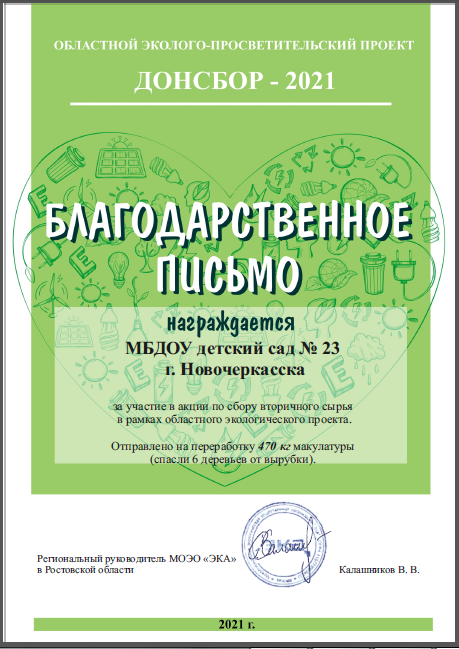 ОБЛАСТНОЙ ЭКОЛОГО-ПРОСВЕТИТЕЛЬСКИЙ ПРОЕКТ
ДОНСБОР - 2021
БЛАГОДАРСТВЕННОЕ
ПИСЬМО
награждается
МБДОУ детский сад № 23
г. Новочеркасска
за участие в акции по сбору вторичного сырья
в рамках областного экологического проекта.
Отправлено на переработку 470 кг макулатуры
(спасли 6 деревьев от вырубки).
Региональный руководитель МОЭО «ЭКА»
в Ростовской области
Калашников В. В.
2021 г.